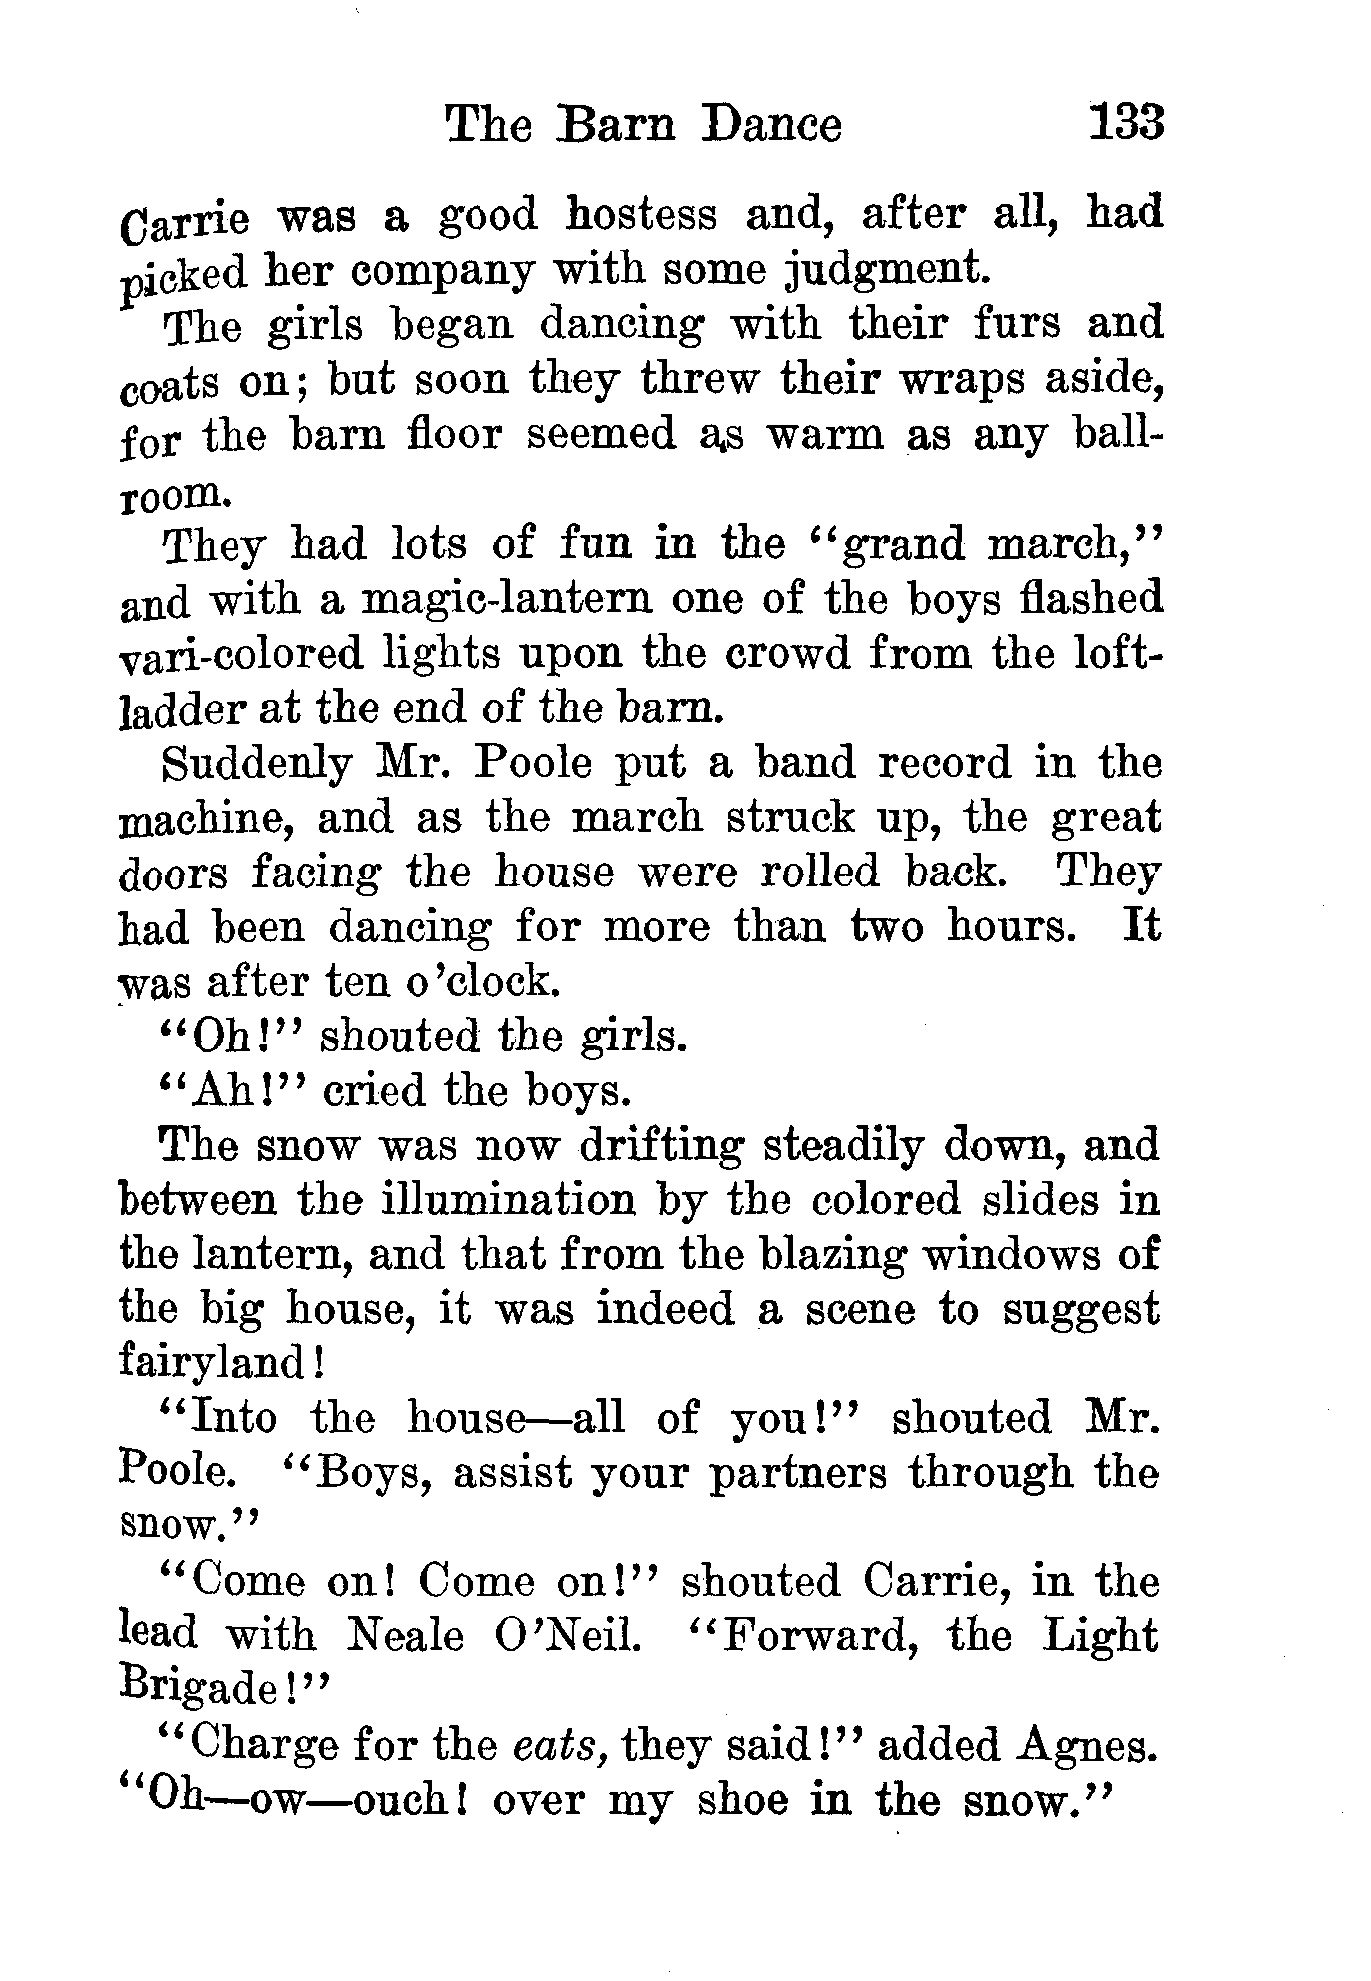 The Barn Dance 133
Carrie was a good hostess and, after all, had
picked her company with some judgment.
The girls began dancing with their furs and
coats on; but soon they threw their wraps aside,
for the barn floor seemed as warm as any ball-
room.
They had lots of fun in the "grand march,"
and with a magic-lantern one of the boys flashed
vari-colored lights upon the crowd from the loft-
ladder at the end of the barn.
Suddenly Mr. Poole put a band record in the
machine, and as the march struck up, the great
doors facing the house were rolled back. They
had been dancing for more than two hours. It
was after ten o'clock.
"Oh!" shouted the girls.
"Ah!" cried the boys.
The snow was now drifting steadily down, and
between the illumination by the colored slides in
the lantern, and that from the blazing windows of
the big house, it was indeed a scene to suggest
fairyland!
"Into the house—all of you!" shouted Mr.
Poole. "Boys, assist your partners through the
snow."
"Come on! Come on!" shouted Carrie, in the
lead with Neale O'Neil. "Forward, the Light
Brigade!"
"Charge for the eats, they said!" added Agnes.
"Oh—ow—ouch! over my shoe in the snow."